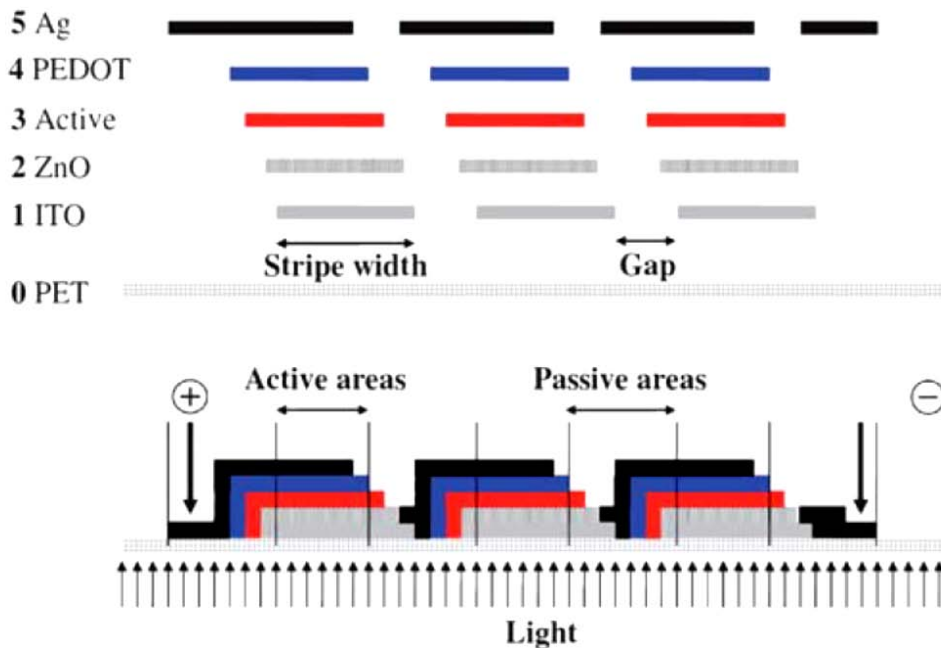 5 Ag
4 PEDOT
3 Active
2 ZnO
1 ITO
Stripe width
Gap
0 PET
Active areas
Passive areas
+
−
Light